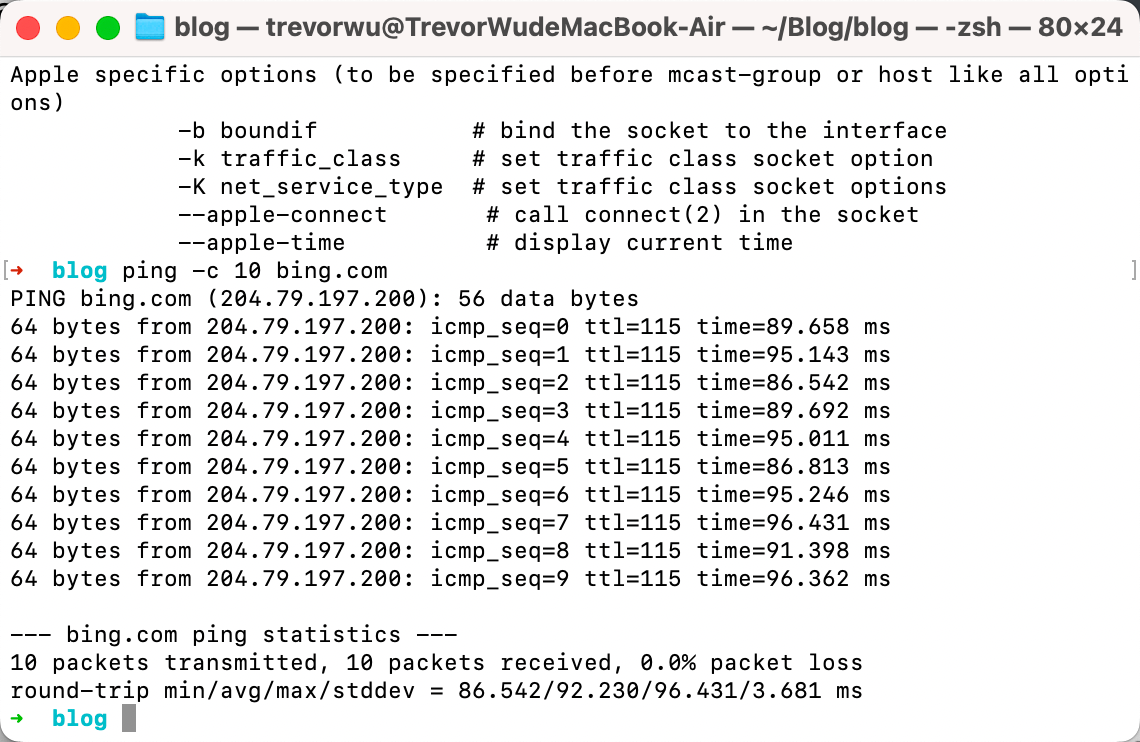 blog — trevorwu@TrevorWudeMacBook-Air — ~/Blog/blog — -zsh — 80×24
Apple specific options (to be specified before mcast-group or host like all opti
ons)
            -b boundif           # bind the socket to the interface
            -k traffic_class     # set traffic class socket option
            -K net_service_type  # set traffic class socket options
            --apple-connect       # call connect(2) in the socket
            --apple-time          # display current time
[➜  blog ping -c 10 bing.com ]
PING bing.com (204.79.197.200): 56 data bytes
64 bytes from 204.79.197.200: icmp_seq=0 ttl=115 time=89.658 ms
64 bytes from 204.79.197.200: icmp_seq=1 ttl=115 time=95.143 ms
64 bytes from 204.79.197.200: icmp_seq=2 ttl=115 time=86.542 ms
64 bytes from 204.79.197.200: icmp_seq=3 ttl=115 time=89.692 ms
64 bytes from 204.79.197.200: icmp_seq=4 ttl=115 time=95.011 ms
64 bytes from 204.79.197.200: icmp_seq=5 ttl=115 time=86.813 ms
64 bytes from 204.79.197.200: icmp_seq=6 ttl=115 time=95.246 ms
64 bytes from 204.79.197.200: icmp_seq=7 ttl=115 time=96.431 ms
64 bytes from 204.79.197.200: icmp_seq=8 ttl=115 time=91.398 ms
64 bytes from 204.79.197.200: icmp_seq=9 ttl=115 time=96.362 ms

--- bing.com ping statistics ---
10 packets transmitted, 10 packets received, 0.0% packet loss
round-trip min/avg/max/stddev = 86.542/92.230/96.431/3.681 ms
➜  blog